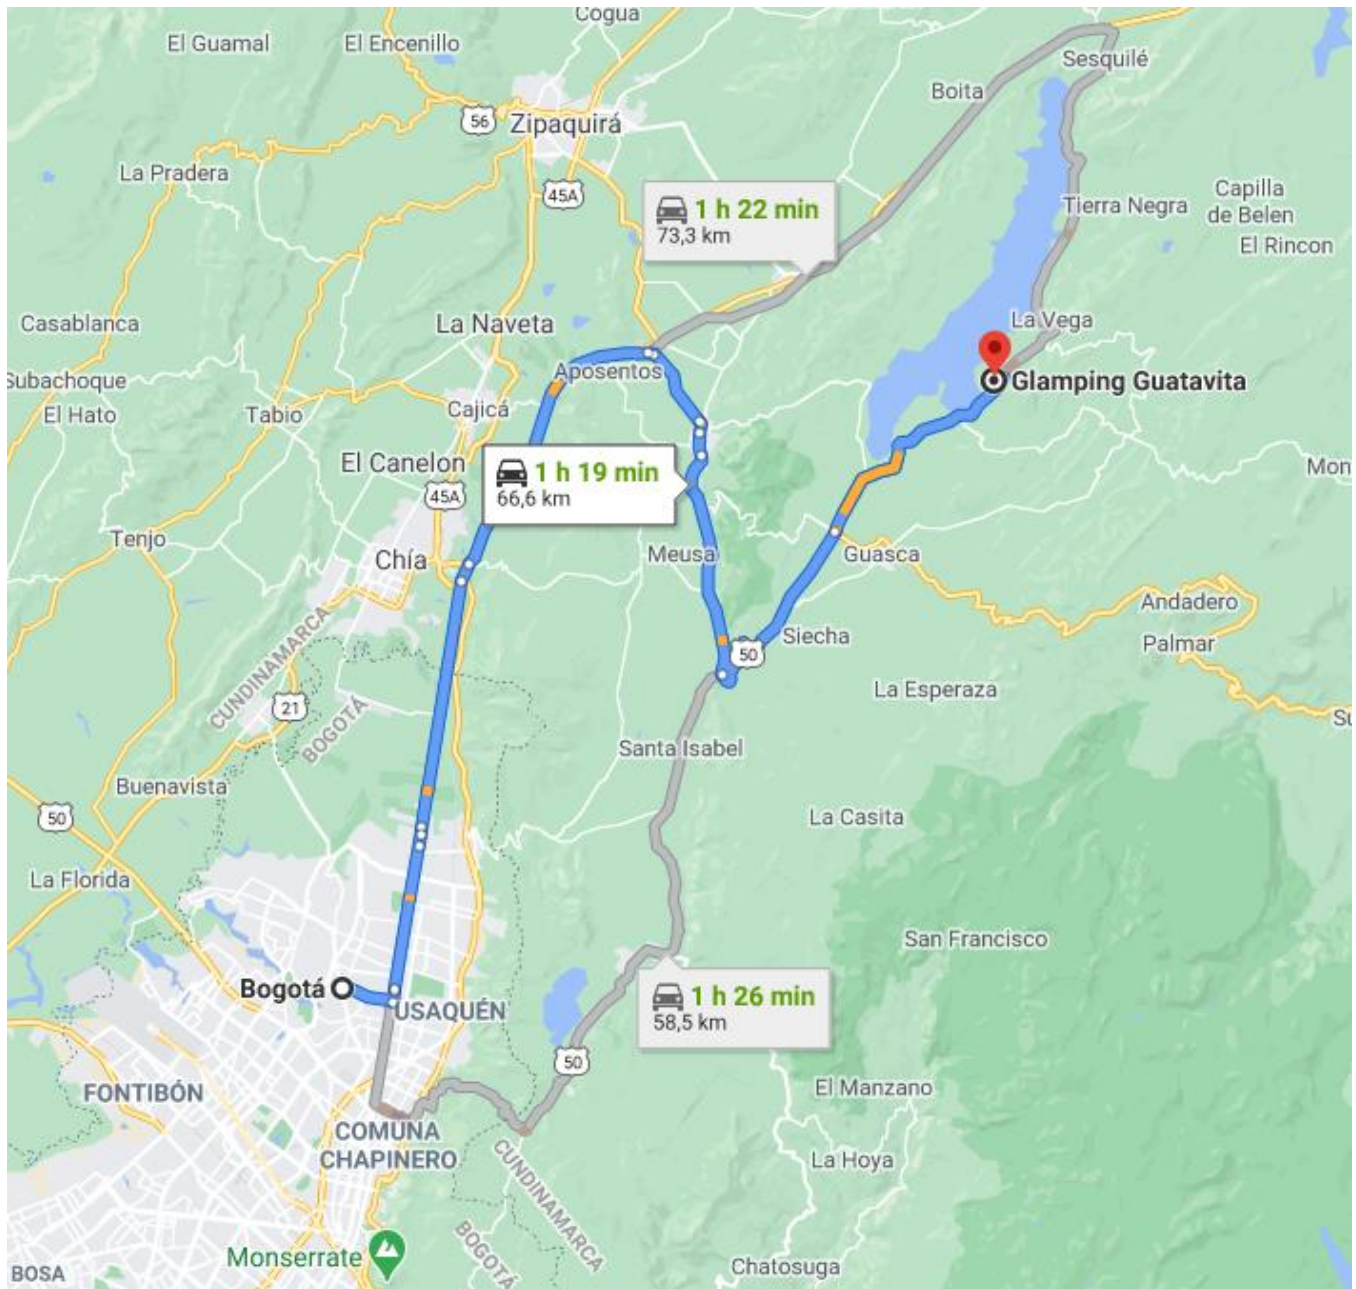 Cogua
El Guamal
El Encenillo
Sesquilé
Boita
56
Zipaquirá
La Pradera
45A
1 h 22 min
73,3 km
Capilla
de Belen
Tierra Negra
El Rincon
Casablanca
La Naveta
La Vega
Aposentos
Subachoque
Glamping Guatavita
El Hato
Tabio
Cajicá
El Canelon
1 h 19 min
66,6 km
Mon
45A
Tenjo
Chía
Meusa
Guasca
Andadero
CUNDINAMARCA
Siecha
Palmar
50
La Esperaza
21
BOGOTÁ
Su
Santa Isabel
Buenavista
50
La Casita
La Florida
San Francisco
Bogotá
USAQUÉN
1 h 26 min
58,5 km
50
FONTIBÓN
El Manzano
COMUNA
CHAPINERO
La Hoya
CUNDINAMARCA
BOGOTÁ
Monserrate
Chatosuga
BOSA